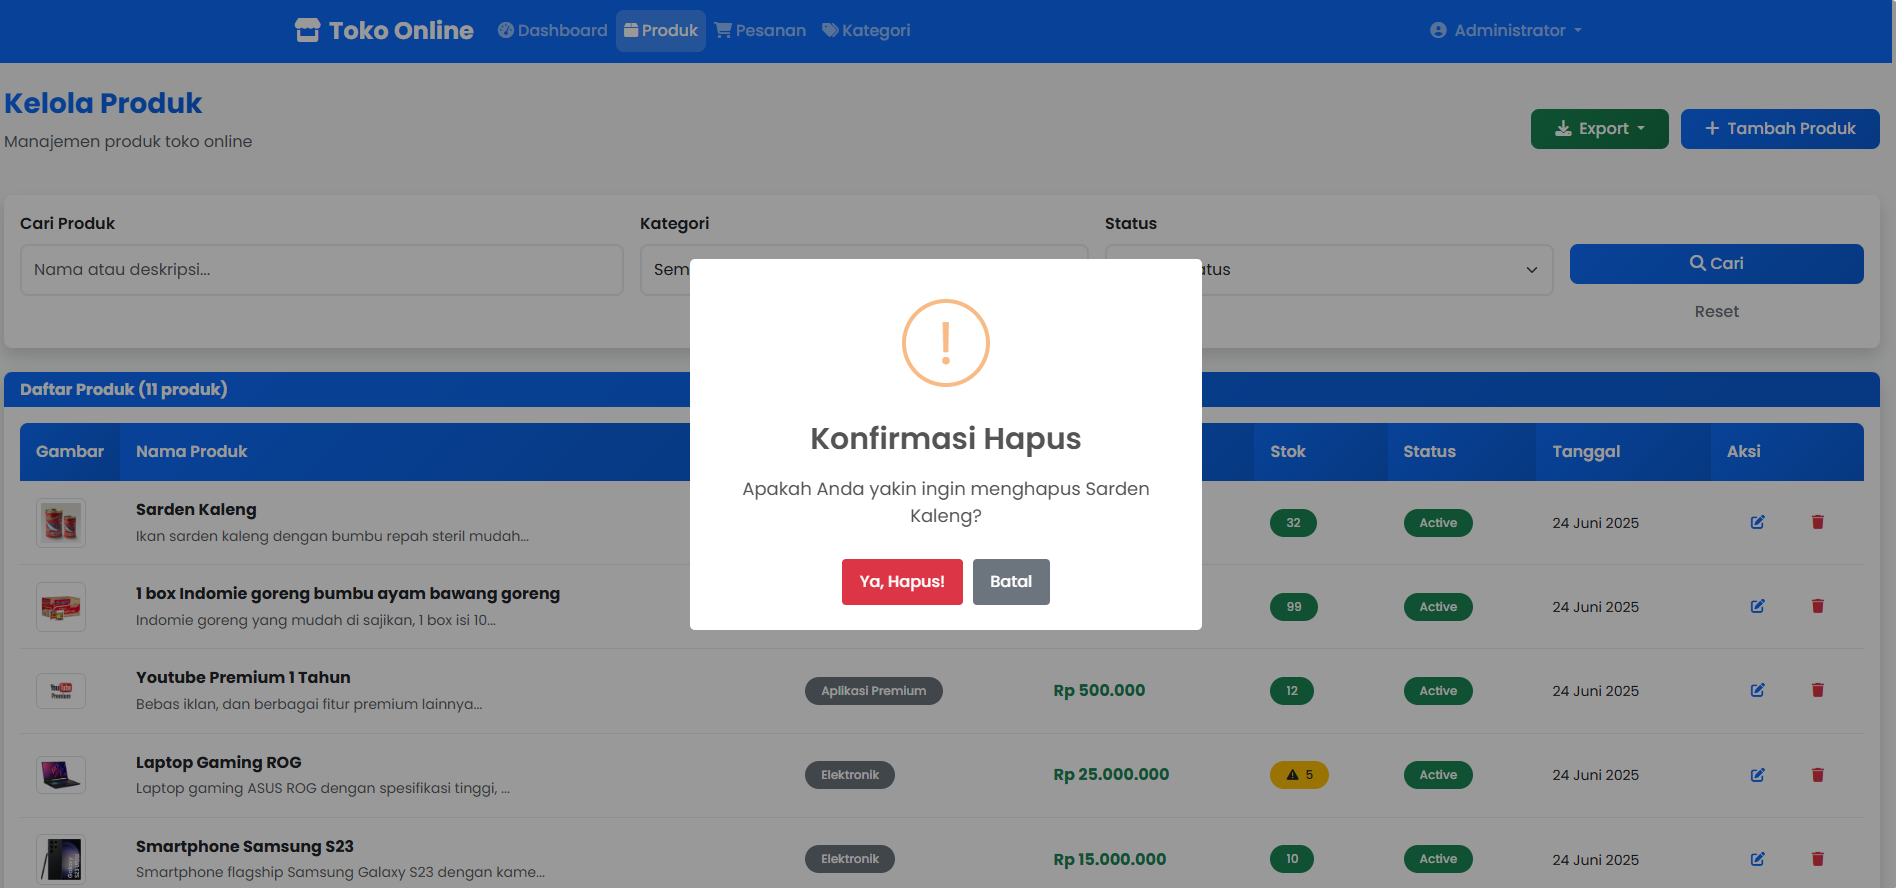 Toko Online Dashboard Produk Pesanan Kategori Administrator
Kelola Produk
Manajemen produk toko online
Export Tambah Produk
Cari Produk Kategori Status
Nama atau deskripsi... Sem atus Cari
Reset
Daftar Produk (11 produk)
Gambar Nama Produk Stok Status Tanggal Aksi
Sarden Kaleng
Ikan sarden kaleng dengan bumbu repah steril mudah...
32 Active 24 Juni 2025
1 box Indomie goreng bumbu ayam bawang goreng
Indomie goreng yang mudah di sajikan, 1 box isi 10...
99 Active 24 Juni 2025
YouTube
Premium
Youtube Premium 1 Tahun
Bebas iklan, dan berbagai fitur premium lainnya...
Aplikasi Premium Rp 500.000 12 Active 24 Juni 2025
Laptop Gaming ROG
Laptop gaming ASUS ROG dengan spesifikasi tinggi, ...
Elektronik Rp 25.000.000 5 Active 24 Juni 2025
Smartphone Samsung S23
Smartphone flagship Samsung Galaxy S23 dengan kame...
Elektronik Rp 15.000.000 10 Active 24 Juni 2025
!
Konfirmasi Hapus
Apakah Anda yakin ingin menghapus Sarden
Kaleng?
Ya, Hapus! Batal